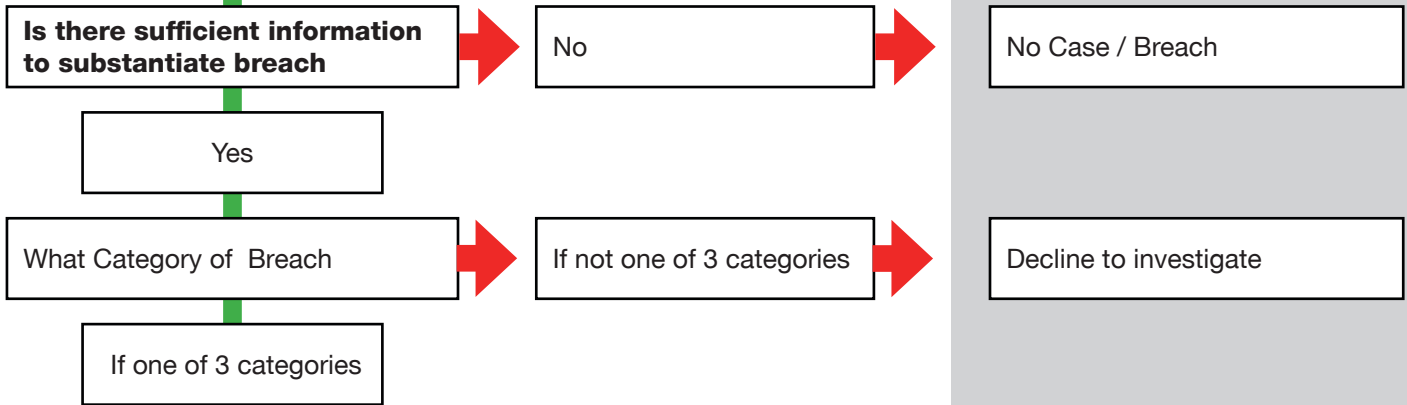 Is there sufficient information
to substantiate breach
No
No Case / Breach
Yes
What Category of  Breach
If not one of 3 categories
Decline to investigate
If one of 3 categories